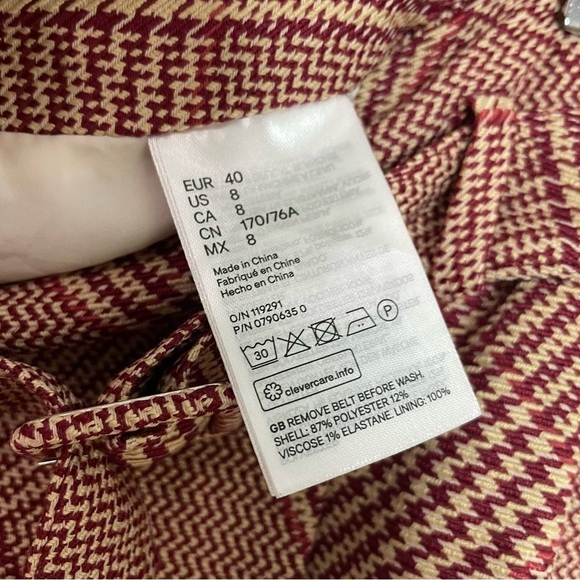 EUR 40
US 8
CA 8
CN 170/76A
MX 8
Made in China
Fabriqué en Chine
Hecho en China
O/N 119291
P/N 0790635 0
30
P
clevercare.info
GB REMOVE BELT BEFORE WASH.
SHELL: 87% POLYESTER 12%
VISCOSE 1% ELASTANE. LINING: 100%